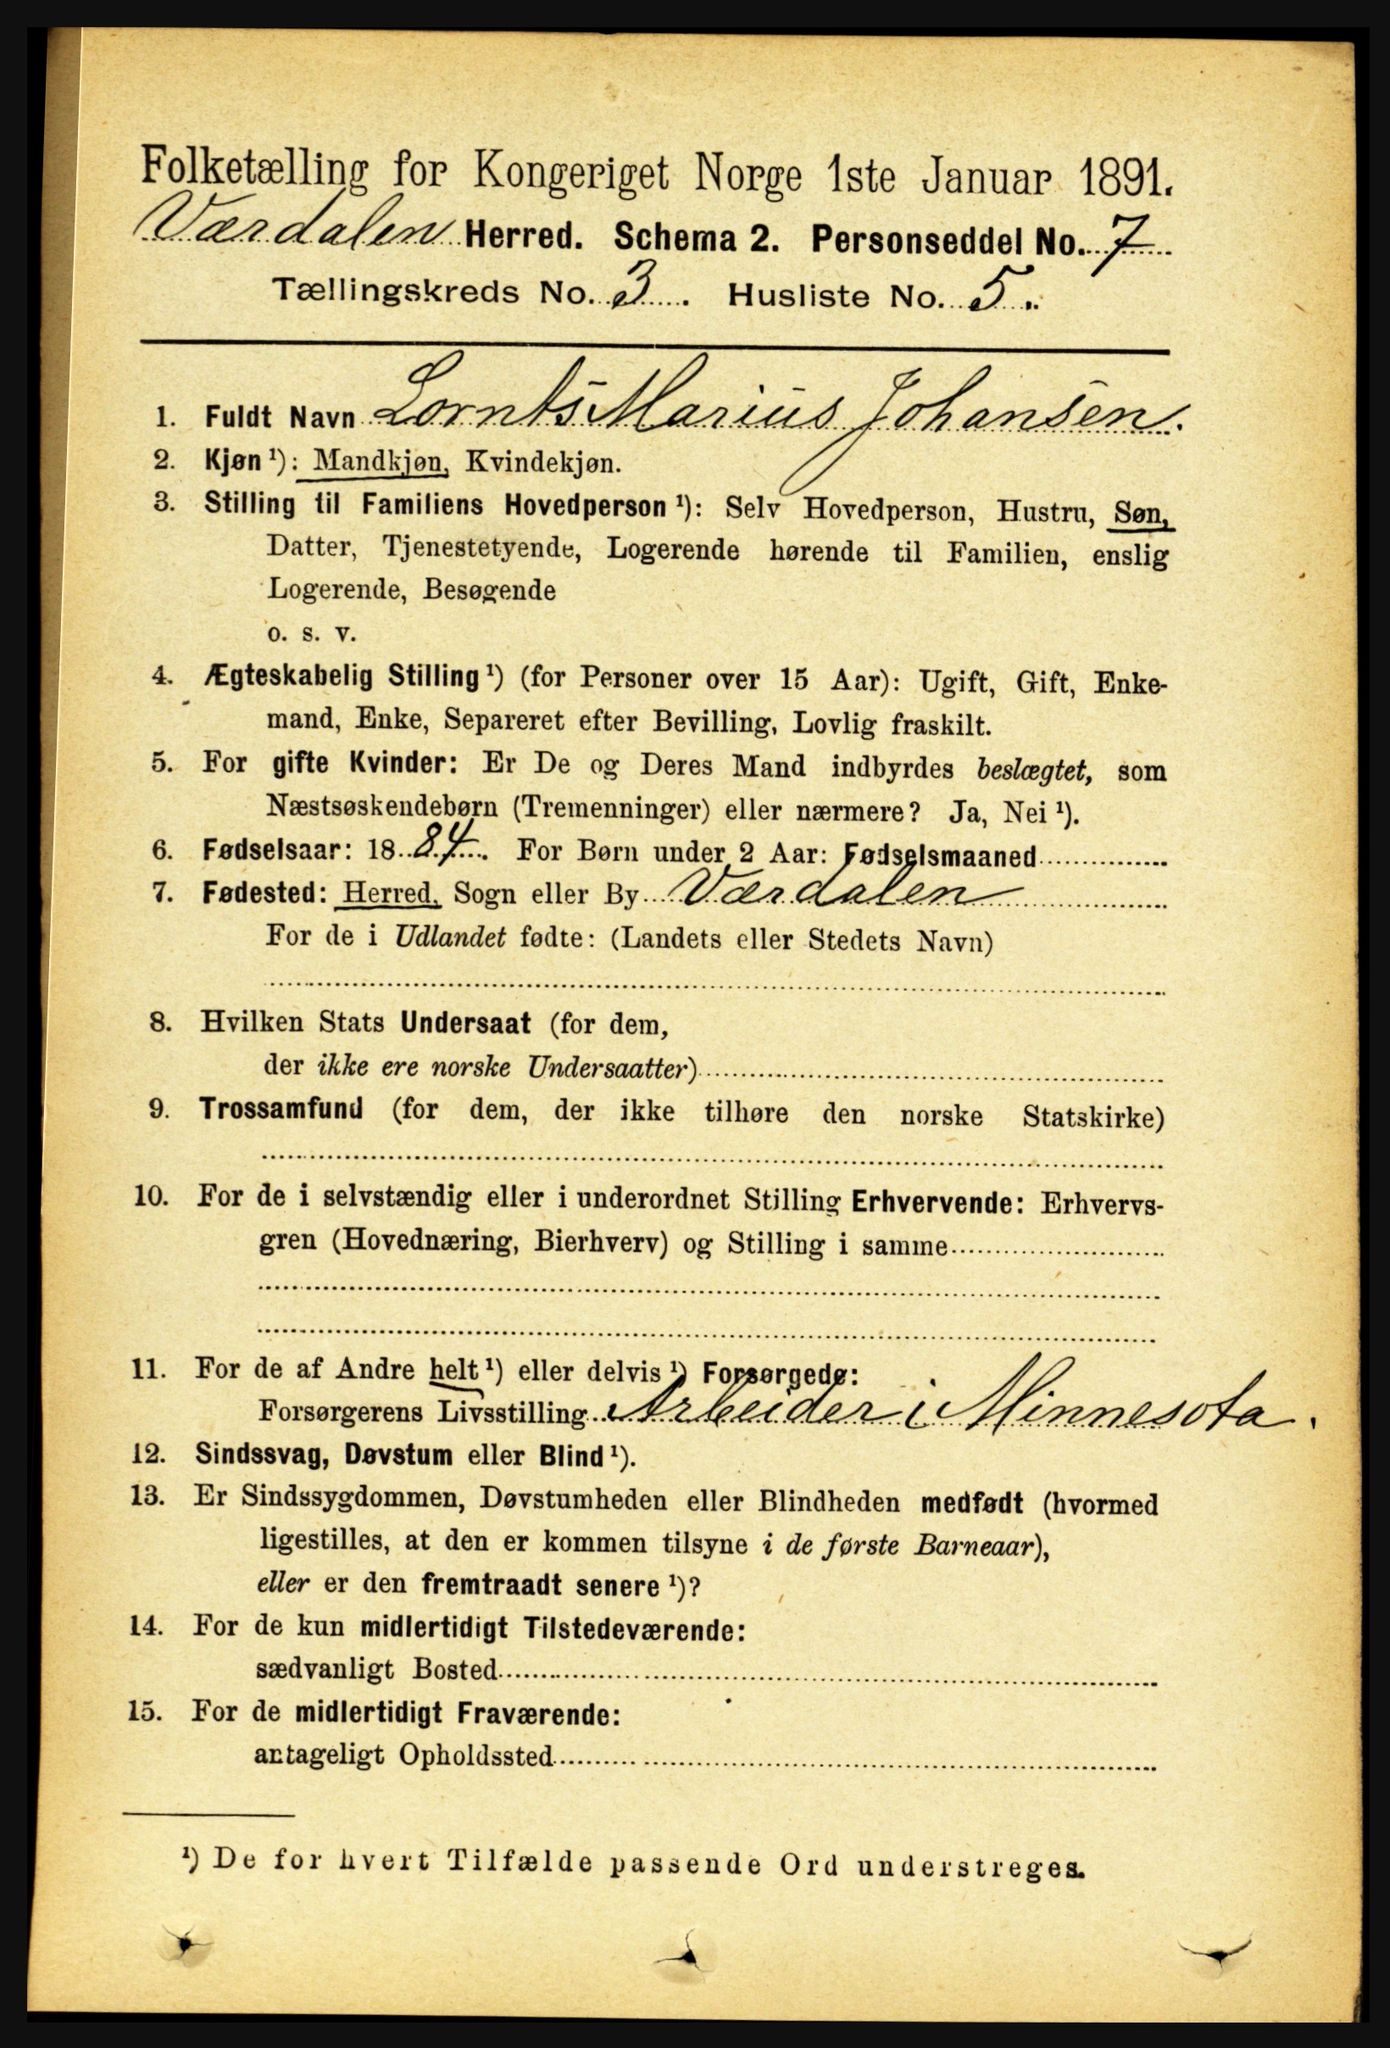 Folketælling for Kongeriget Norge 1ste Januar 1891.
Værdalen Herred. Schema 2. Personseddel No. 7
Tællingskreds No. 3. Husliste No. 5.
1. Fuldt Navn Lornts Marius Johansen.
2. Kjøn ¹): Mandkjøn, Kvindekjøn.
3. Stilling til Familiens Hovedperson ¹): Selv Hovedperson, Hustru, Søn,
Datter, Tjenestetyende, Logerende hørende til Familien, enslig
Logerende, Besøgende
o. s. v.
4. Ægteskabelig Stilling ¹) (for Personer over 15 Aar): Ugift, Gift, Enke-
mand, Enke, Separeret efter Bevilling, Lovlig fraskilt.
5. For gifte Kvinder: Er De og Deres Mand indbyrdes beslægtet, som
Næstsøskendebørn (Tremenninger) eller nærmere? Ja, Nei ¹).
6. Fødselsaar: 1884. For Børn under 2 Aar: Fødselsmaaned
7. Fødested: Herred, Sogn eller By Værdalen
For de i Udlandet fødte: (Landets eller Stedets Navn)
8. Hvilken Stats Undersaat (for dem,
der ikke ere norske Undersaatter)
9. Trossamfund (for dem, der ikke tilhøre den norske Statskirke)
10. For de i selvstændig eller i underordnet Stilling Erhvervende: Erhvervs-
gren (Hovednæring, Bierhverv) og Stilling i samme
11. For de af Andre helt ¹) eller delvis ¹) Forsørgede:
Forsørgerens Livsstilling Arbeider i Minnesota.
12. Sindssvag, Døvstum eller Blind ¹).
13. Er Sindssygdommen, Døvstumheden eller Blindheden medfødt (hvormed
ligestilles, at den er kommen tilsyne i de første Barneaar),
eller er den fremtraadt senere ¹)?
14. For de kun midlertidigt Tilstedeværende:
sædvanligt Bosted
15. For de midlertidigt Fraværende:
antageligt Opholdssted
¹) De for hvert Tilfælde passende Ord understreges.